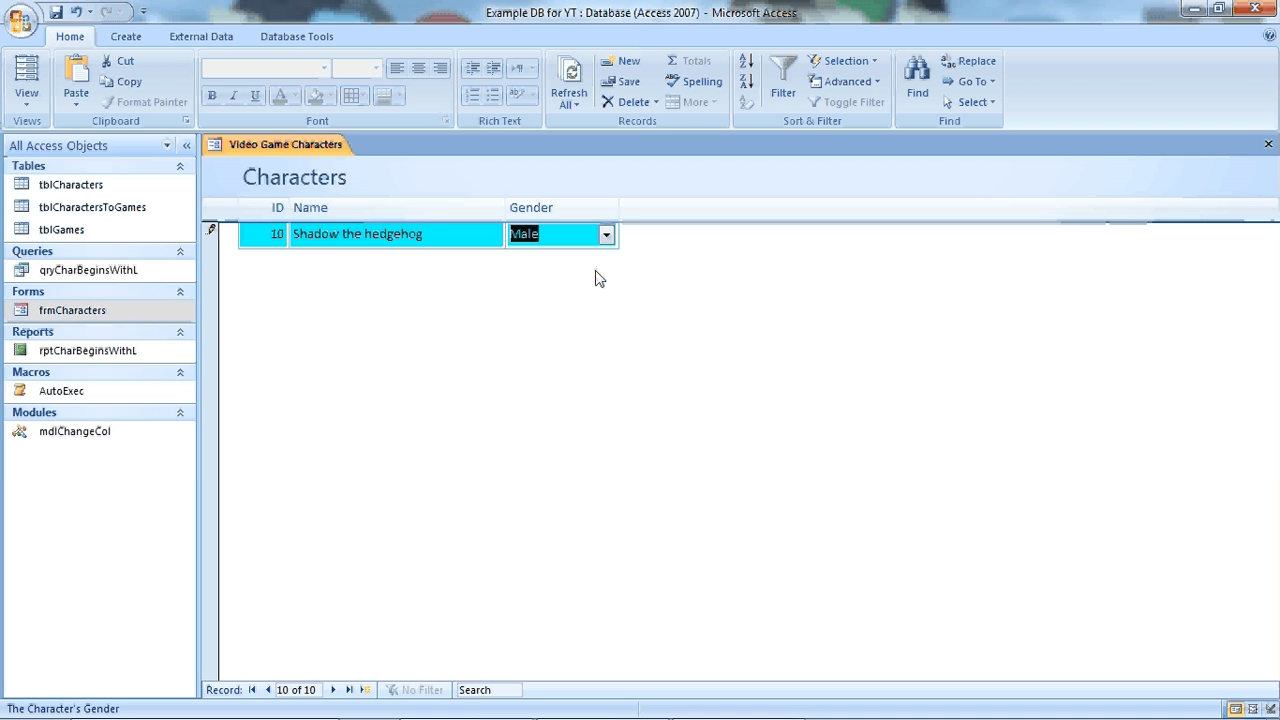 Example DB for YT : Database (Access 2007) - Microsoft Access
Home Create External Data Database Tools
View
Views
Paste
Cut
Copy
Format Painter
Clipboard
B I U A
Font
Rich Text
Refresh All
New
Save
Delete
Totals
Spelling
More
Records
Filter
Selection
Advanced
Toggle Filter
Sort & Filter
Find
Replace
Go To
Select
Find
All Access Objects
Tables
tblCharacters
tblCharactersToGames
tblGames
Queries
qryCharBeginsWithL
Forms
frmCharacters
Reports
rptCharBeginsWithL
Macros
AutoExec
Modules
mdlChangeCol
Video Game Characters
Characters
ID Name Gender
10 Shadow the hedgehog Male
Record: 10 of 10 No Filter Search
The Character's Gender